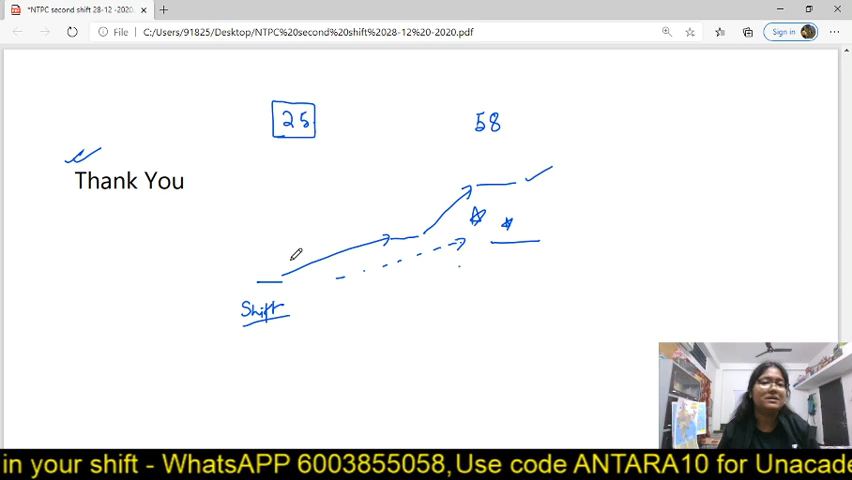 *NTPC second shift 28-12 -2020.
File
C:/Users/91825/Desktop/NTPC%20second%20shift%2028-12%20-2020.pdf
Sign in
25
58
Thank You
Shift
in your shift - WhatsAPP 6003855058,Use code ANTARA10 for Unacade